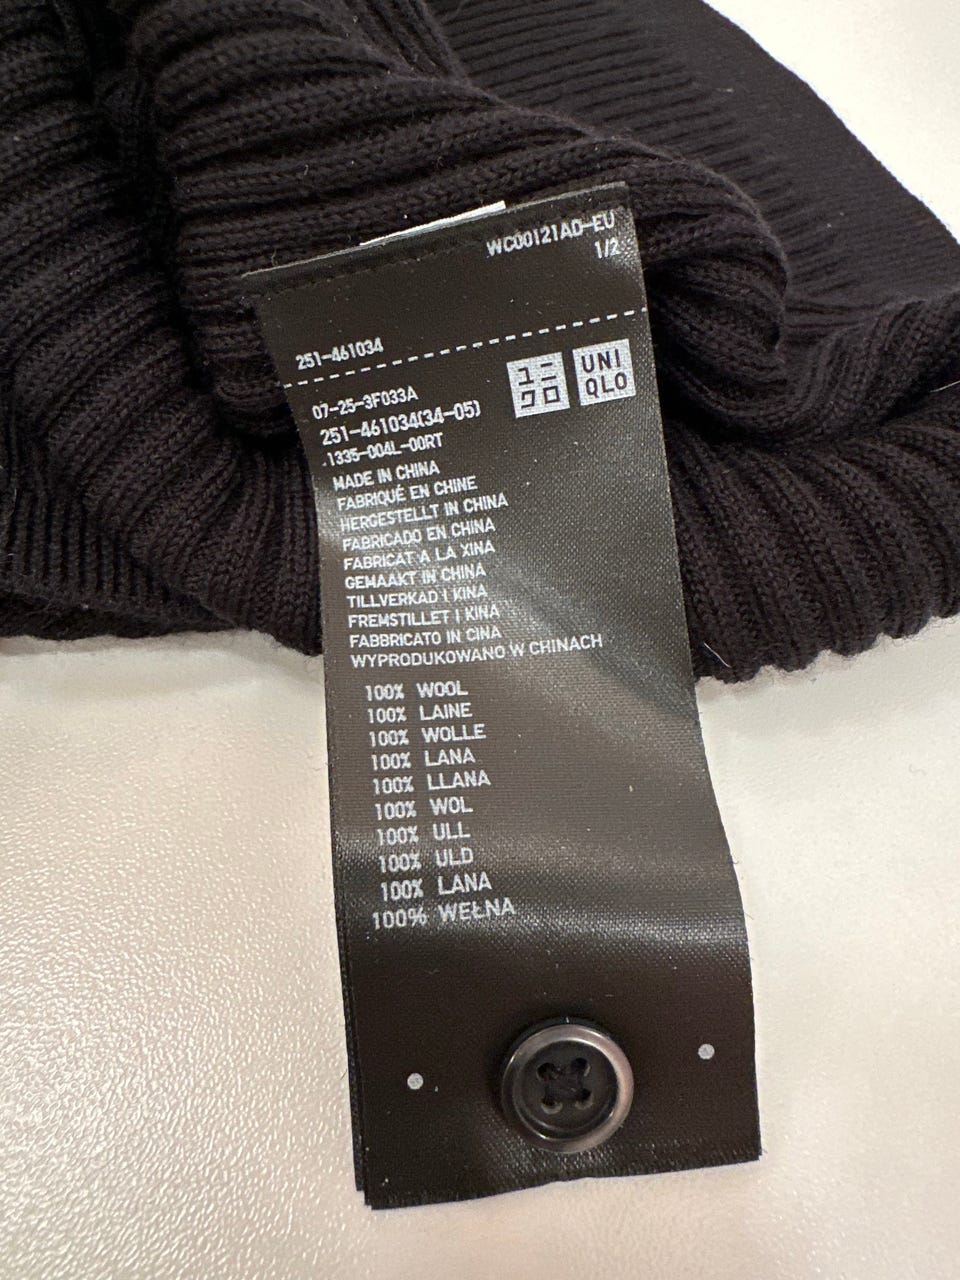 WC00121AD-EU
1/2
251-461034
07-25-3F033A
251-461034(34-05)
1335-004L-00RT
ユニ
クロ
UNI
QLO
MADE IN CHINA
FABRIQUÉ EN CHINE
HERGESTELLT IN CHINA
FABRICADO EN CHINA
FABRICAT A LA XINA
GEMAAKT IN CHINA
TILLVERKAD I KINA
FREMSTILLET I KINA
FABBRICATO IN CINA
WYPRODUKOWANO W CHINACH
100% WOOL
100% LAINE
100% WOLLE
100% LANA
100% LLANA
100% WOL
100% ULL
100% ULD
100% LANA
100% WEŁNA